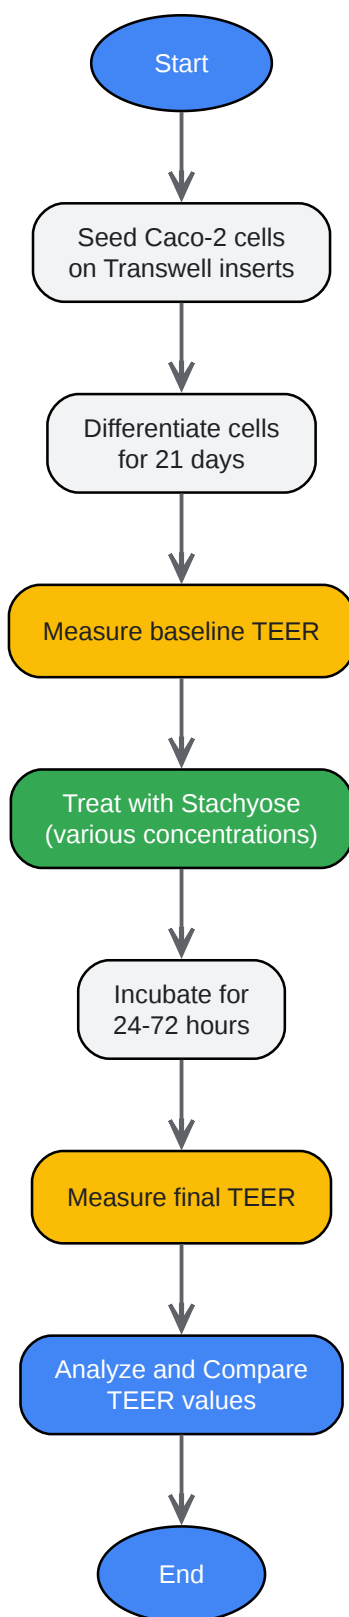 Start
Seed Caco-2 cells
on Transwell inserts
Differentiate cells
for 21 days
Measure baseline TEER
Treat with Stachyose
(various concentrations)
Incubate for
24-72 hours
Measure final TEER
Analyze and Compare
TEER values
End